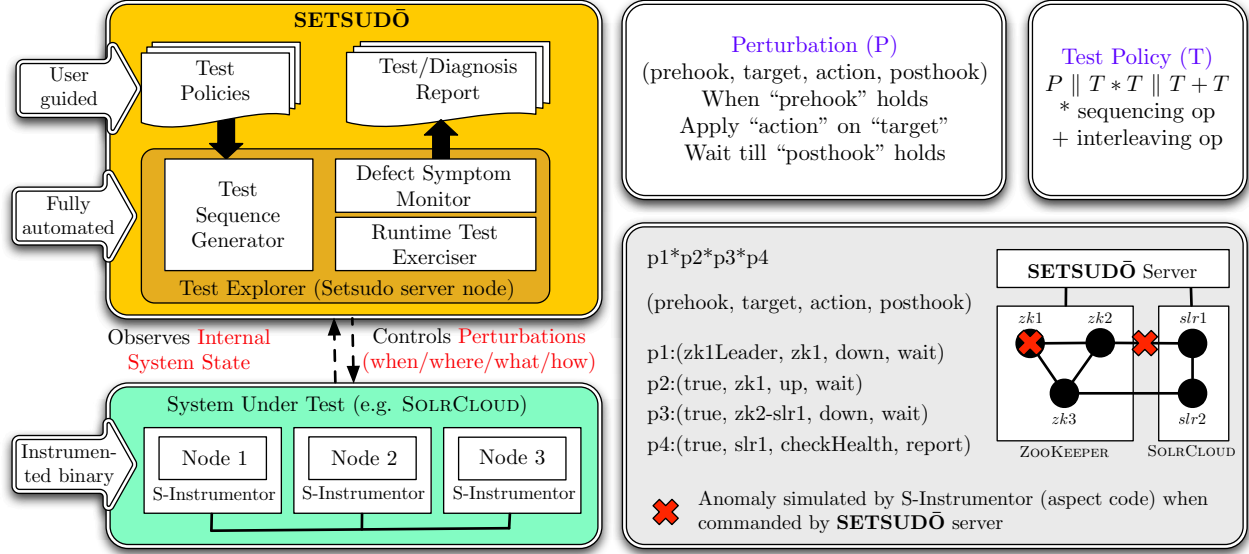 SETSUDŌ
User
guided
Test
Policies
Test/Diagnosis
Report
Fully
automated
Test
Sequence
Generator
Defect Symptom
Monitor
Runtime Test
Exerciser
Test Explorer (Setsudo server node)
Observes Internal
System State
Controls Perturbations
(when/where/what/how)
System Under Test (e.g. SOLRCLOUD)
Instrumen-
ted binary
Node 1
Node 2
Node 3
S-Instrumentor
S-Instrumentor
S-Instrumentor
Perturbation (P)
(prehook, target, action, posthook)
When “prehook” holds
Apply “action” on “target”
Wait till “posthook” holds
Test Policy (T)
P ∥ T * T ∥ T + T
* sequencing op
+ interleaving op
p1*p2*p3*p4
(prehook, target, action, posthook)
p1:(zk1Leader, zk1, down, wait)
p2:(true, zk1, up, wait)
p3:(true, zk2-slr1, down, wait)
p4:(true, slr1, checkHealth, report)
SETSUDŌ Server
zk1
zk2
slr1
zk3
slr2
ZOOKEEPER
SOLRCLOUD
Anomaly simulated by S-Instrumentor (aspect code) when
commanded by SETSUDŌ server